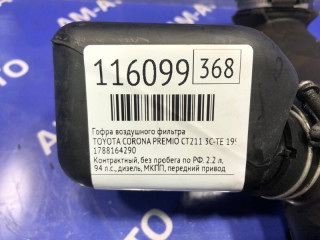 116099 368
Гофра воздушного фильтра
TOYOTA CORONA PREMIO CT211 3C-TE 19
1788164290
Контрактный, без пробега по РФ. 2.2 л,
94 л.с., дизель, МКПП, передний привод